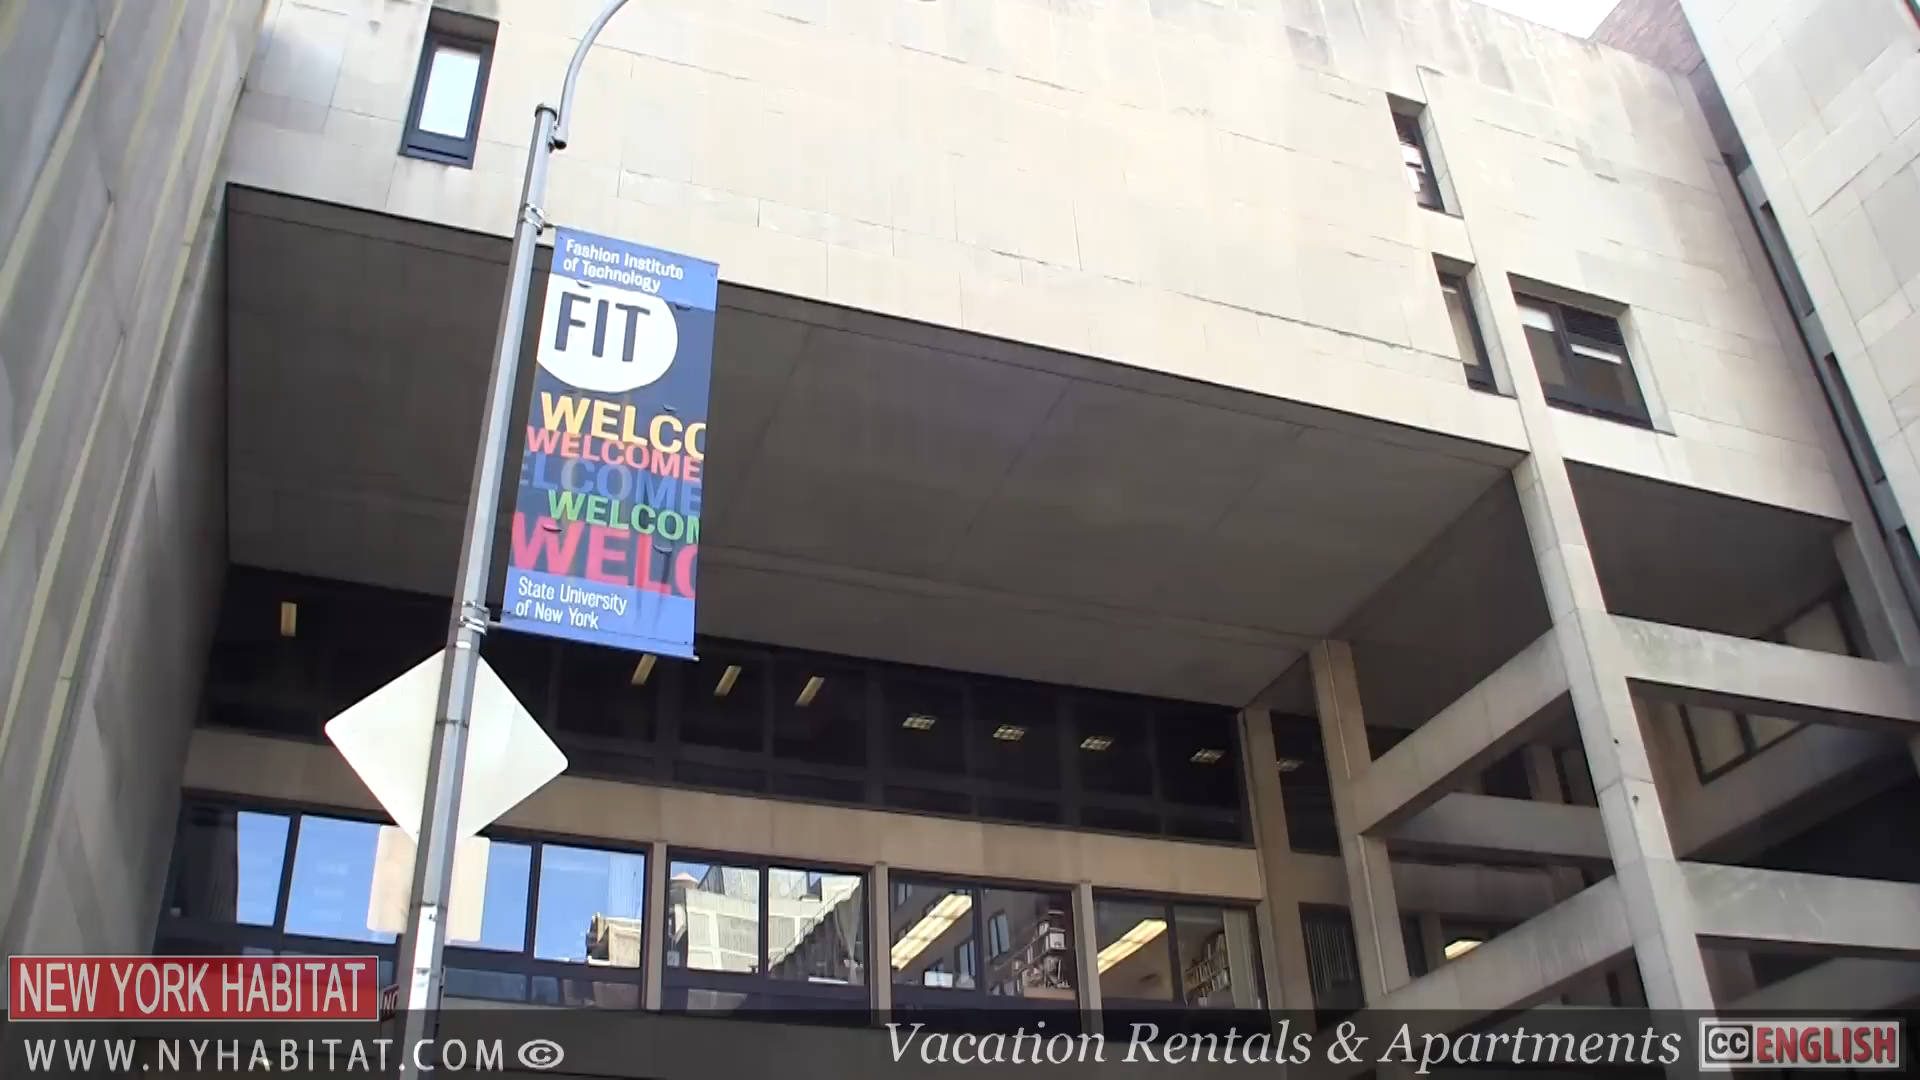 Fashion Institute
of Technology
FIT
WELCO
WELCOME
ELCOME
WELCOM
WELC
State University
of New York
NEW YORK HABITAT
WWW.NYHABITAT.COM ©
Vacation Rentals & Apartments
CC ENGLISH